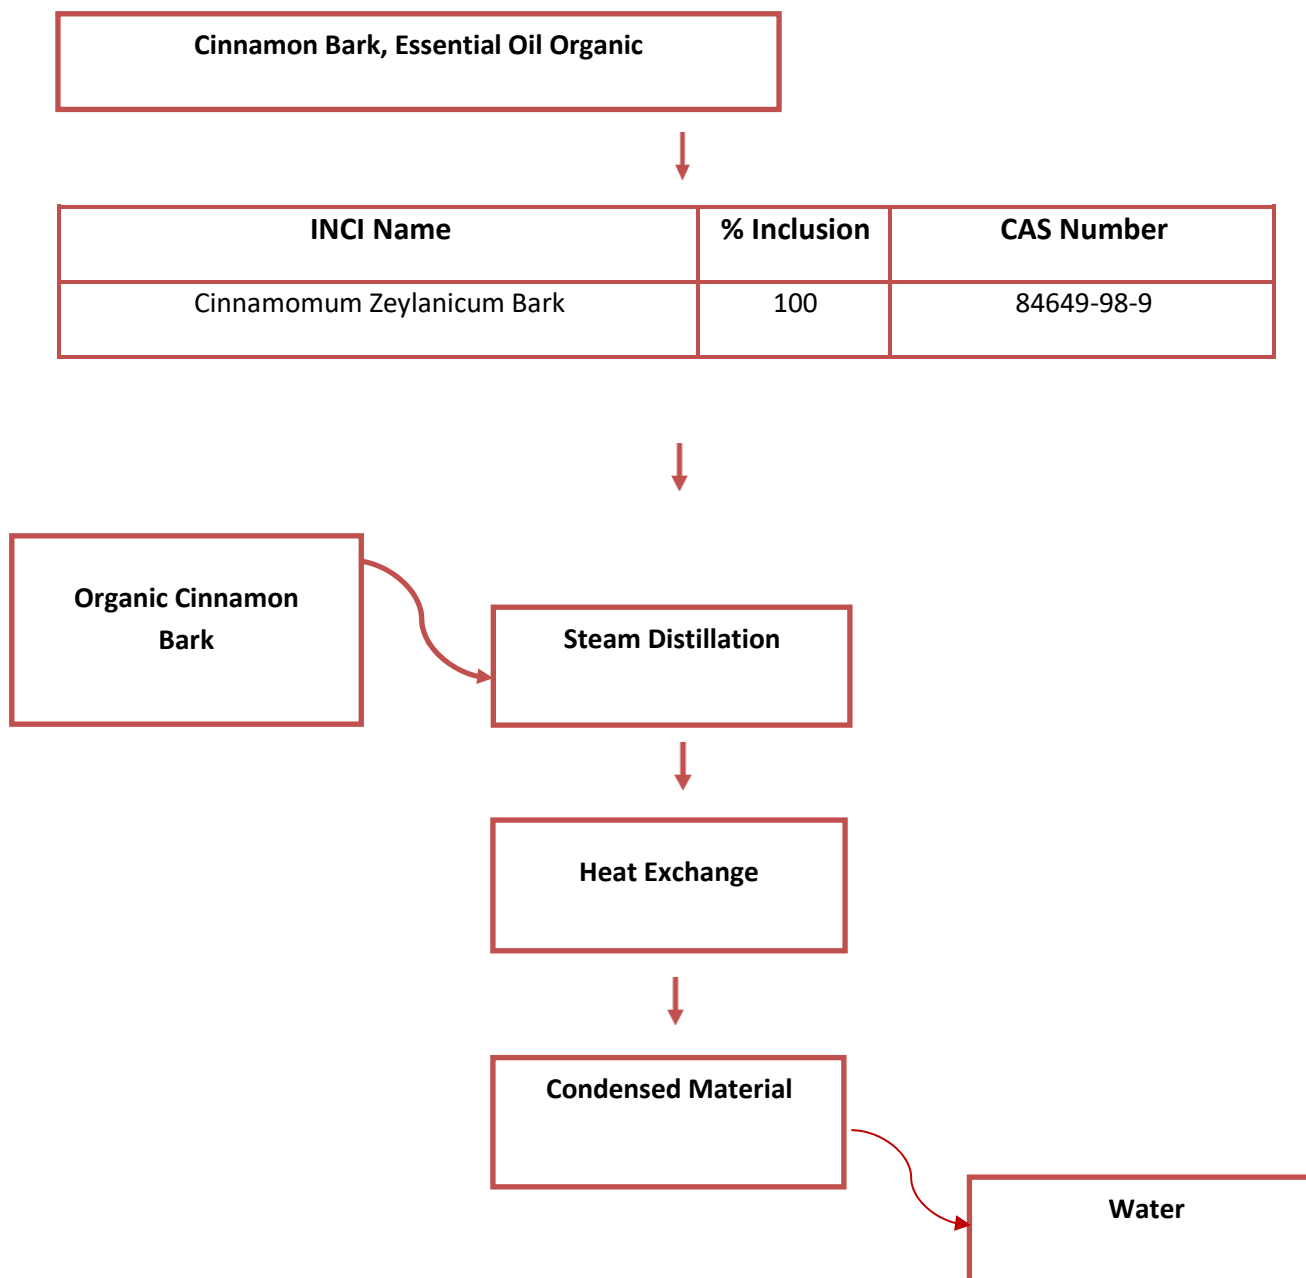 Cinnamon Bark, Essential Oil Organic
INCI Name % Inclusion CAS Number
Cinnamomum Zeylanicum Bark 100 84649-98-9
Organic Cinnamon
Bark
Steam Distillation
Heat Exchange
Condensed Material
Water